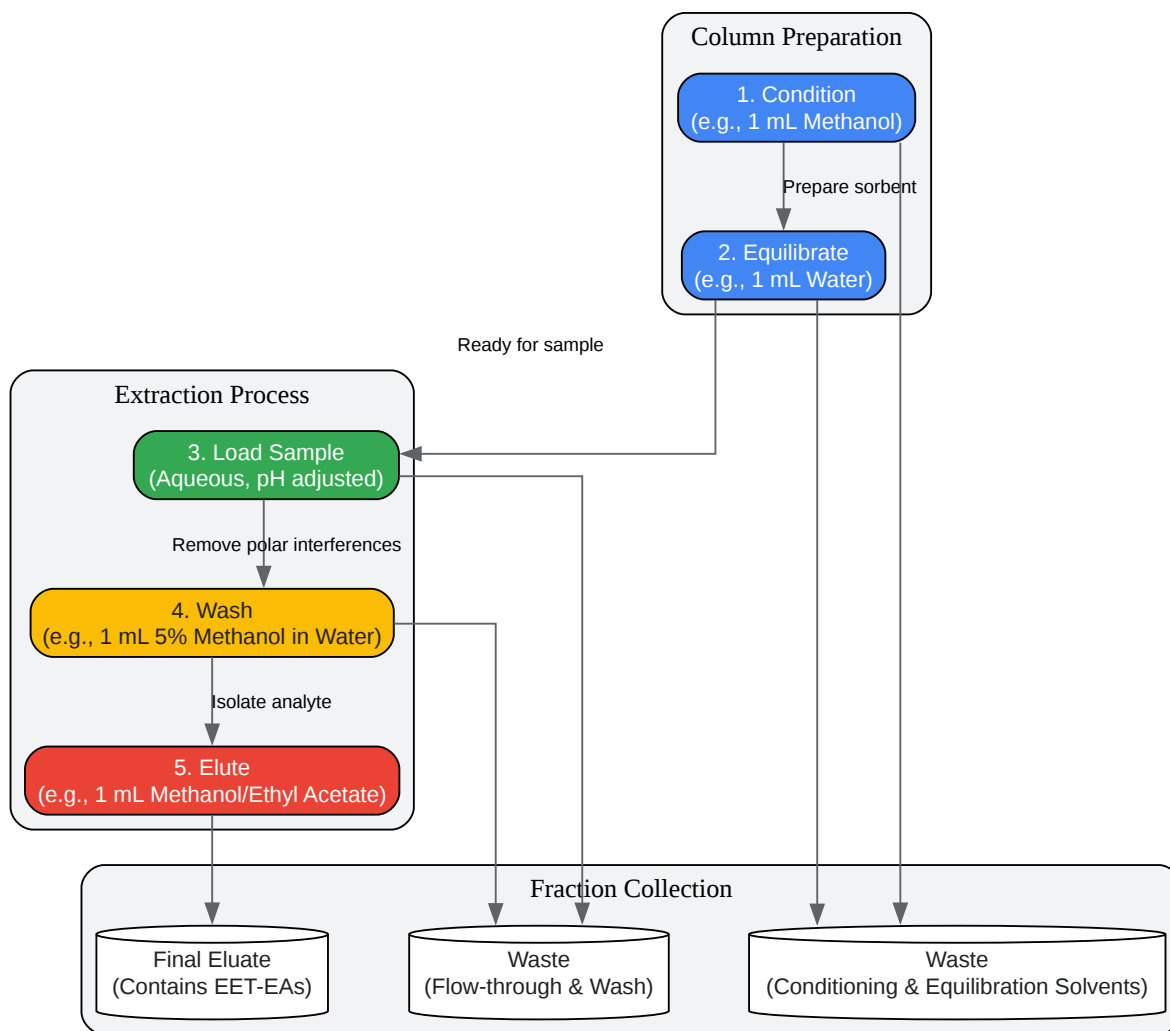 Column Preparation
1. Condition
(e.g., 1 mL Methanol)
Prepare sorbent
2. Equilibrate
(e.g., 1 mL Water)
Ready for sample
Extraction Process
3. Load Sample
(Aqueous, pH adjusted)
Remove polar interferences
4. Wash
(e.g., 1 mL 5% Methanol in Water)
Isolate analyte
5. Elute
(e.g., 1 mL Methanol/Ethyl Acetate)
Fraction Collection
Final Eluate
(Contains EET-EAs)
Waste
(Flow-through & Wash)
Waste
(Conditioning & Equilibration Solvents)